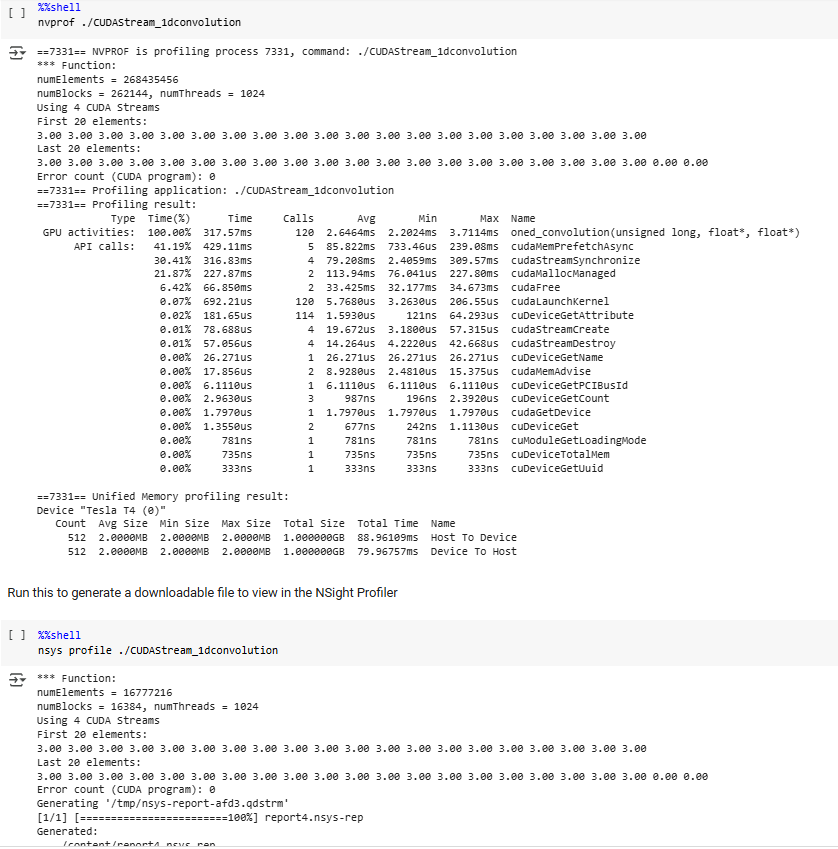 [ ] %%shell
nvprof ./CUDAStream_1dconvolution
==7331== NVPROF is profiling process 7331, command: ./CUDAStream_1dconvolution
*** Function:
numElements = 268435456
numBlocks = 262144, numThreads = 1024
Using 4 CUDA Streams
First 20 elements:
3.00 3.00 3.00 3.00 3.00 3.00 3.00 3.00 3.00 3.00 3.00 3.00 3.00 3.00 3.00 3.00 3.00 3.00 3.00 3.00
Last 20 elements:
3.00 3.00 3.00 3.00 3.00 3.00 3.00 3.00 3.00 3.00 3.00 3.00 3.00 3.00 3.00 3.00 3.00 3.00 3.00 3.00 0.00 0.00
Error count (CUDA program): 0
==7331== Profiling application: ./CUDAStream_1dconvolution
==7331== Profiling result:
Type Time(%) Time Calls Avg Min Max Name
GPU activities: 100.00% 317.57ms 120 2.6464ms 2.2024ms 3.7114ms oned_convolution(unsigned long, float*, float*)
API calls: 41.19% 429.11ms 5 85.822ms 733.46us 239.08ms cudaMemPrefetchAsync
30.41% 316.83ms 4 79.208ms 2.4059ms 309.57ms cudaStreamSynchronize
21.87% 227.87ms 2 113.94ms 76.041us 227.80ms cudaMallocManaged
6.42% 66.850ms 2 33.425ms 32.177ms 34.673ms cudaFree
0.07% 692.21us 120 5.7680us 3.2630us 206.55us cudaLaunchKernel
0.02% 181.65us 114 1.5930us 121ns 64.293us cuDeviceGetAttribute
0.01% 78.688us 4 19.672us 3.1800us 57.315us cudaStreamCreate
0.01% 57.056us 4 14.264us 4.2220us 42.668us cudaStreamDestroy
0.00% 26.271us 1 26.271us 26.271us 26.271us cuDeviceGetName
0.00% 17.856us 2 8.9280us 2.4810us 15.375us cudaMemAdvise
0.00% 6.1110us 1 6.1110us 6.1110us 6.1110us cuDeviceGetPCIBusId
0.00% 2.9630us 3 987ns 196ns 2.3920us cuDeviceGetCount
0.00% 1.7970us 1 1.7970us 1.7970us 1.7970us cudaGetDevice
0.00% 1.3550us 2 677ns 242ns 1.1130us cuDeviceGet
0.00% 781ns 1 781ns 781ns 781ns cuModuleGetLoadingMode
0.00% 735ns 1 735ns 735ns 735ns cuDeviceTotalMem
0.00% 333ns 1 333ns 333ns 333ns cuDeviceGetUuid
==7331== Unified Memory profiling result:
Device "Tesla T4 (0)"
Count Avg Size Min Size Max Size Total Size Total Time Name
512 2.0000MB 2.0000MB 2.0000MB 1.000000GB 88.96109ms Host To Device
512 2.0000MB 2.0000MB 2.0000MB 1.000000GB 79.96757ms Device To Host
Run this to generate a downloadable file to view in the NSight Profiler
[ ] %%shell
nsys profile ./CUDAStream_1dconvolution
*** Function:
numElements = 16777216
numBlocks = 16384, numThreads = 1024
Using 4 CUDA Streams
First 20 elements:
3.00 3.00 3.00 3.00 3.00 3.00 3.00 3.00 3.00 3.00 3.00 3.00 3.00 3.00 3.00 3.00 3.00 3.00 3.00 3.00
Last 20 elements:
3.00 3.00 3.00 3.00 3.00 3.00 3.00 3.00 3.00 3.00 3.00 3.00 3.00 3.00 3.00 3.00 3.00 3.00 3.00 3.00 0.00 0.00
Error count (CUDA program): 0
Generating '/tmp/nsys-report-afd3.qdstrm'
[1/1] [========================100%] report4.nsys-rep
Generated:
/content/report4.nsys-rep